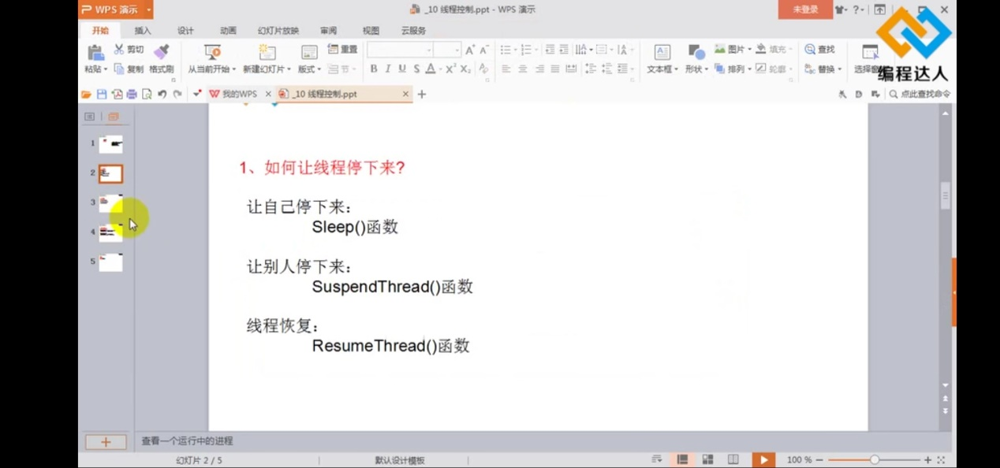 WPS 演示
_10 线程控制.ppt - WPS 演示
未登录
开始 插入 设计 动画 幻灯片放映 审阅 视图 云服务
编程达人
剪切
重置
图片 填充 查找
粘贴 复制 格式刷 从当前开始 新建幻灯片 版式 节
B I U S A X² X₂
文本框 形状 排列 轮廓 替换
我的WPS
_10 线程控制.ppt
点此查找命令
1
2
3
4
5
1、如何让线程停下来?
让自己停下来:
Sleep()函数
让别人停下来:
SuspendThread()函数
线程恢复:
ResumeThread()函数
查看一个运行中的进程
幻灯片 2 / 5
默认设计模板
100 %